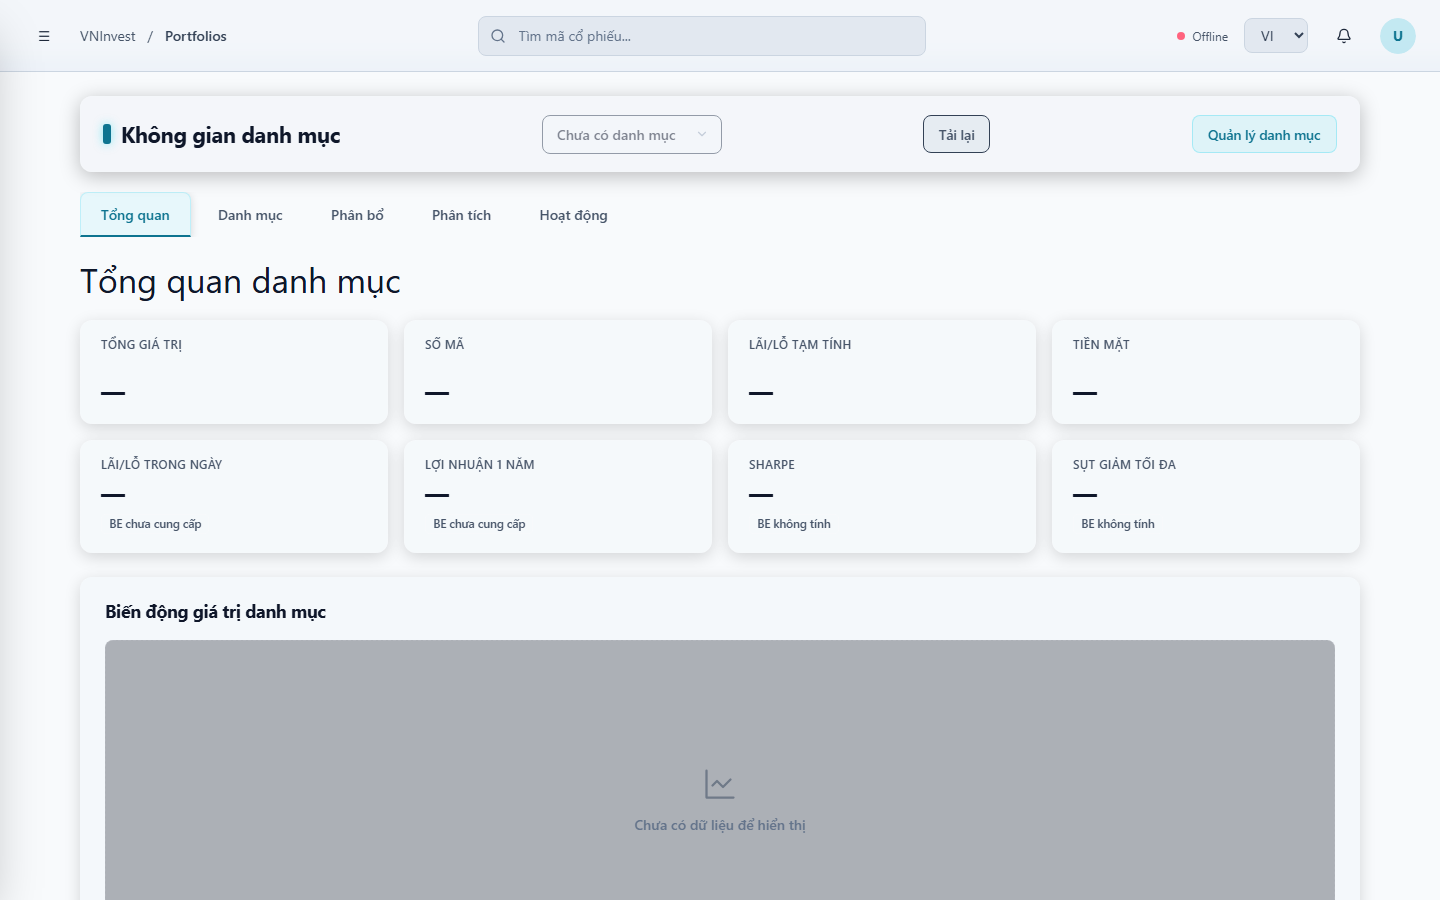 ☰ VNInvest / Portfolios
Tìm mã cổ phiếu...
Offline
VI
U
Không gian danh mục
Chưa có danh mục
Tải lại
Quản lý danh mục
Tổng quan
Danh mục
Phân bổ
Phân tích
Hoạt động
Tổng quan danh mục
TỔNG GIÁ TRỊ
—
SỐ MÃ
—
LÃI/LỖ TẠM TÍNH
—
TIỀN MẶT
—
LÃI/LỖ TRONG NGÀY
—
BE chưa cung cấp
LỢI NHUẬN 1 NĂM
—
BE chưa cung cấp
SHARPE
—
BE không tính
SỤT GIẢM TỐI ĐA
—
BE không tính
Biến động giá trị danh mục
Chưa có dữ liệu để hiển thị